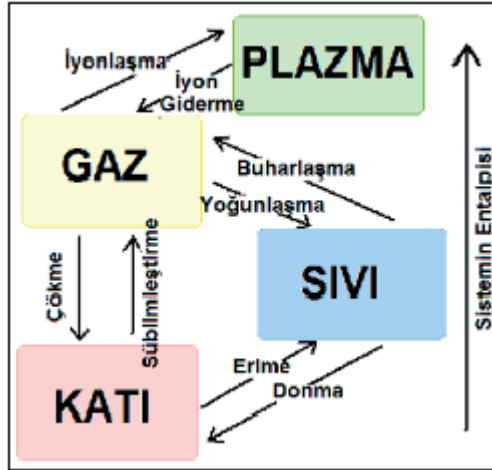 İyonlaşma
PLAZMA
İyon
Giderme
GAZ
Buharlaşma
Yoğunlaşma
Sistemin Entalpisi
Çökme
Süblimleştirme
SIVI
Erime
KATI
Donma